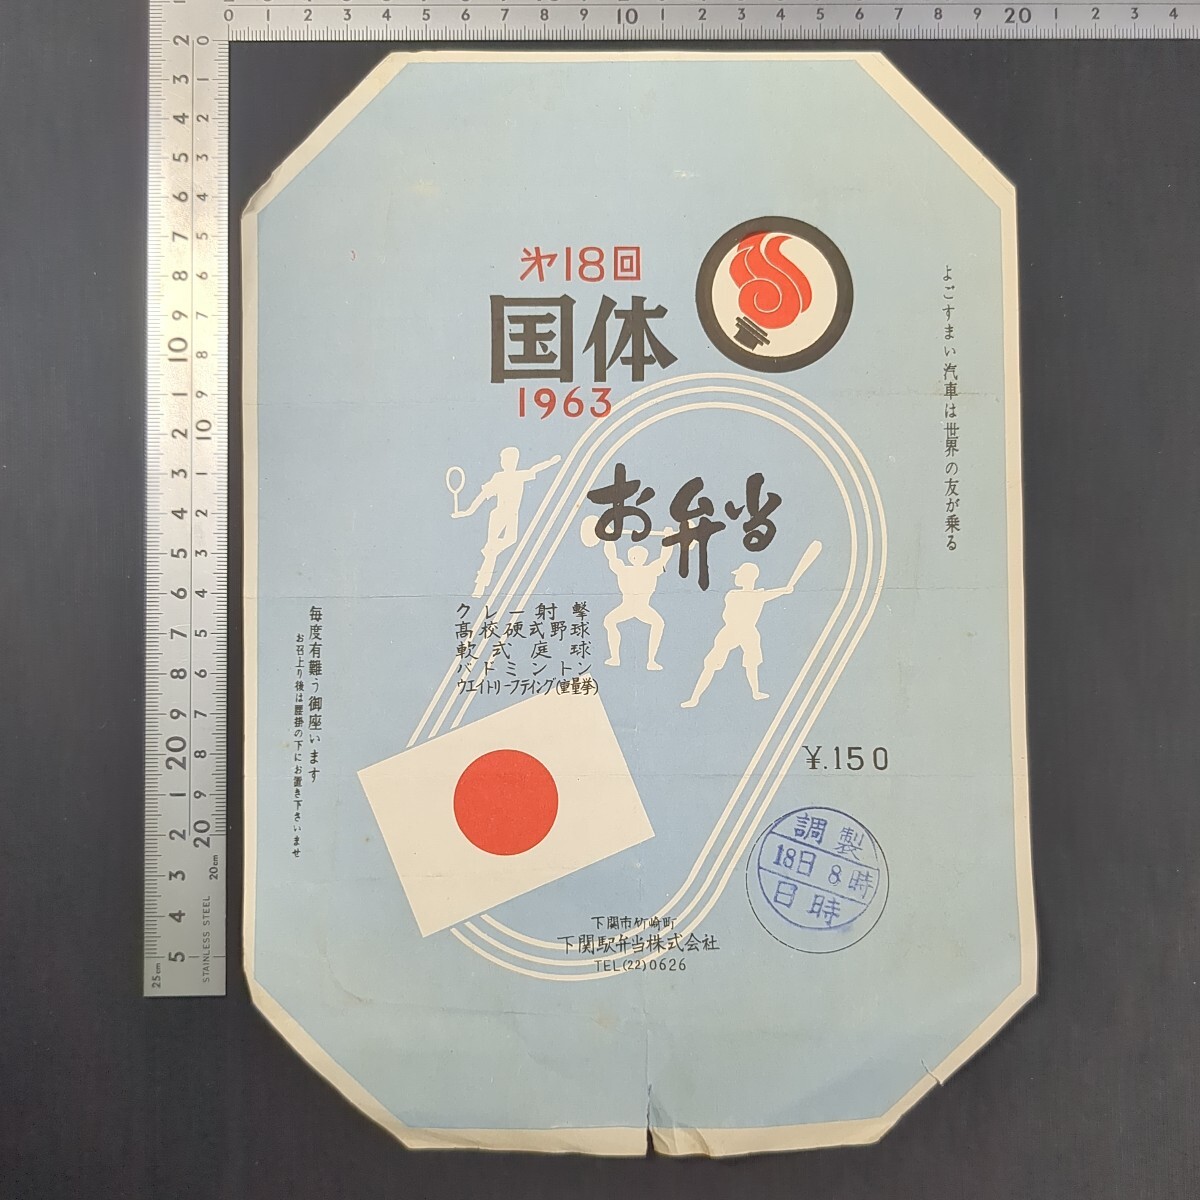 才18回
国体
1963
お弁当
よごすまい汽車は世界の友が乗る
クレー射撃
高校硬式野球
軟式庭球
バドミントン
ウエイトリーフテイング(重量挙)
毎度有難う御座います
お召上り後は腰掛の下にお置き下さいませ
¥.150
調製
18日 8時
日時
下関市竹崎町
下関駅弁当株式会社
TEL(22)0626
STAINLESS STEEL
20cm
25cm